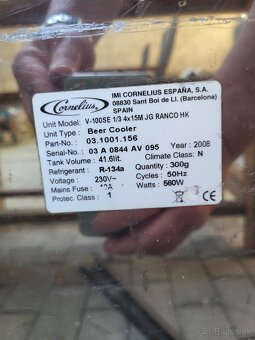 Cornelius
IMI CORNELIUS ESPAÑA, S.A.
08830 Sant Boi de Ll. (Barcelona)
SPAIN
Unit Model: V-100SE 1/3 4x15M JG RANCO HK
Unit Type: Beer Cooler
Part No.: 03.1001.156
Serial-No.: 03 A 0844 AV 095 Year: 2008
Tank Volume: 41.6lit. Climate Class: N
Refrigerant: R-134a Quantity: 300g
Voltage: 230V~ Cycles: 50Hz
Mains Fuse: Watts: 560W
Protec. Class: 1